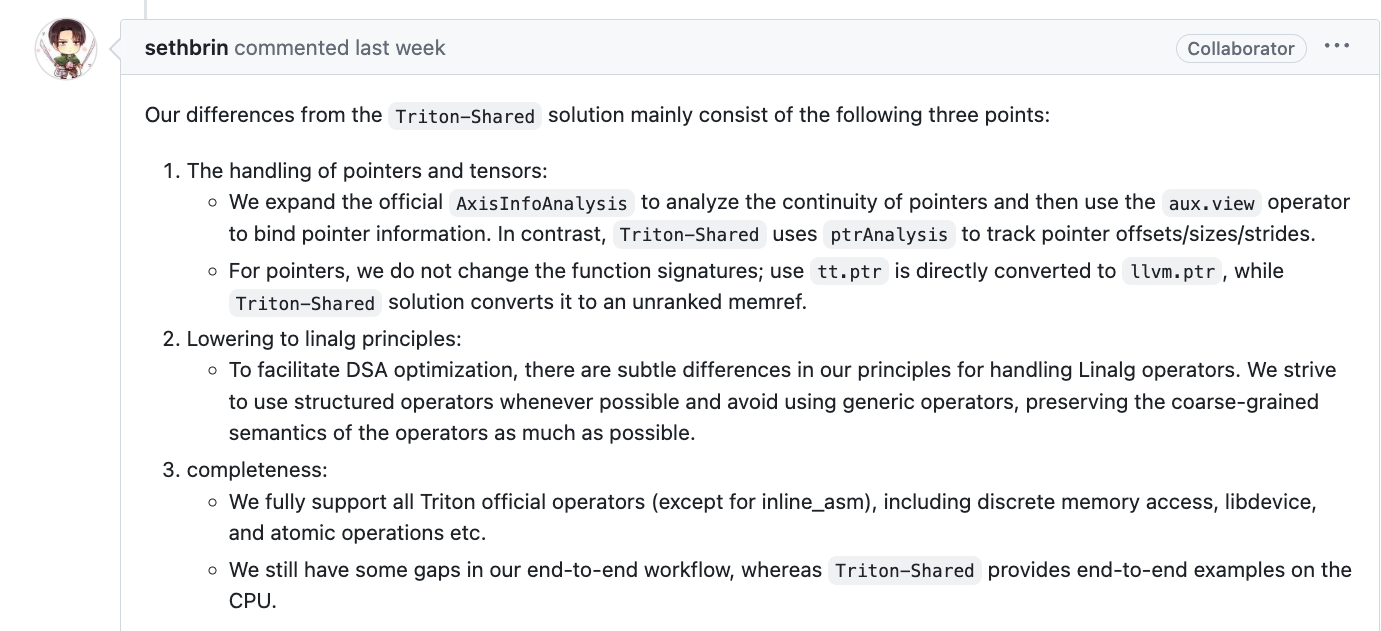 sethbrin commented last week
Collaborator
Our differences from the Triton-Shared solution mainly consist of the following three points:
1. The handling of pointers and tensors:
We expand the official AxisInfoAnalysis to analyze the continuity of pointers and then use the aux.view operator
to bind pointer information. In contrast, Triton-Shared uses ptrAnalysis to track pointer offsets/sizes/strides.
For pointers, we do not change the function signatures; use tt.ptr is directly converted to llvm.ptr, while
Triton-Shared solution converts it to an unranked memref.
2. Lowering to linalg principles:
To facilitate DSA optimization, there are subtle differences in our principles for handling Linalg operators. We strive
to use structured operators whenever possible and avoid using generic operators, preserving the coarse-grained
semantics of the operators as much as possible.
3. completeness:
We fully support all Triton official operators (except for inline_asm), including discrete memory access, libdevice,
and atomic operations etc.
We still have some gaps in our end-to-end workflow, whereas Triton-Shared provides end-to-end examples on the
CPU.